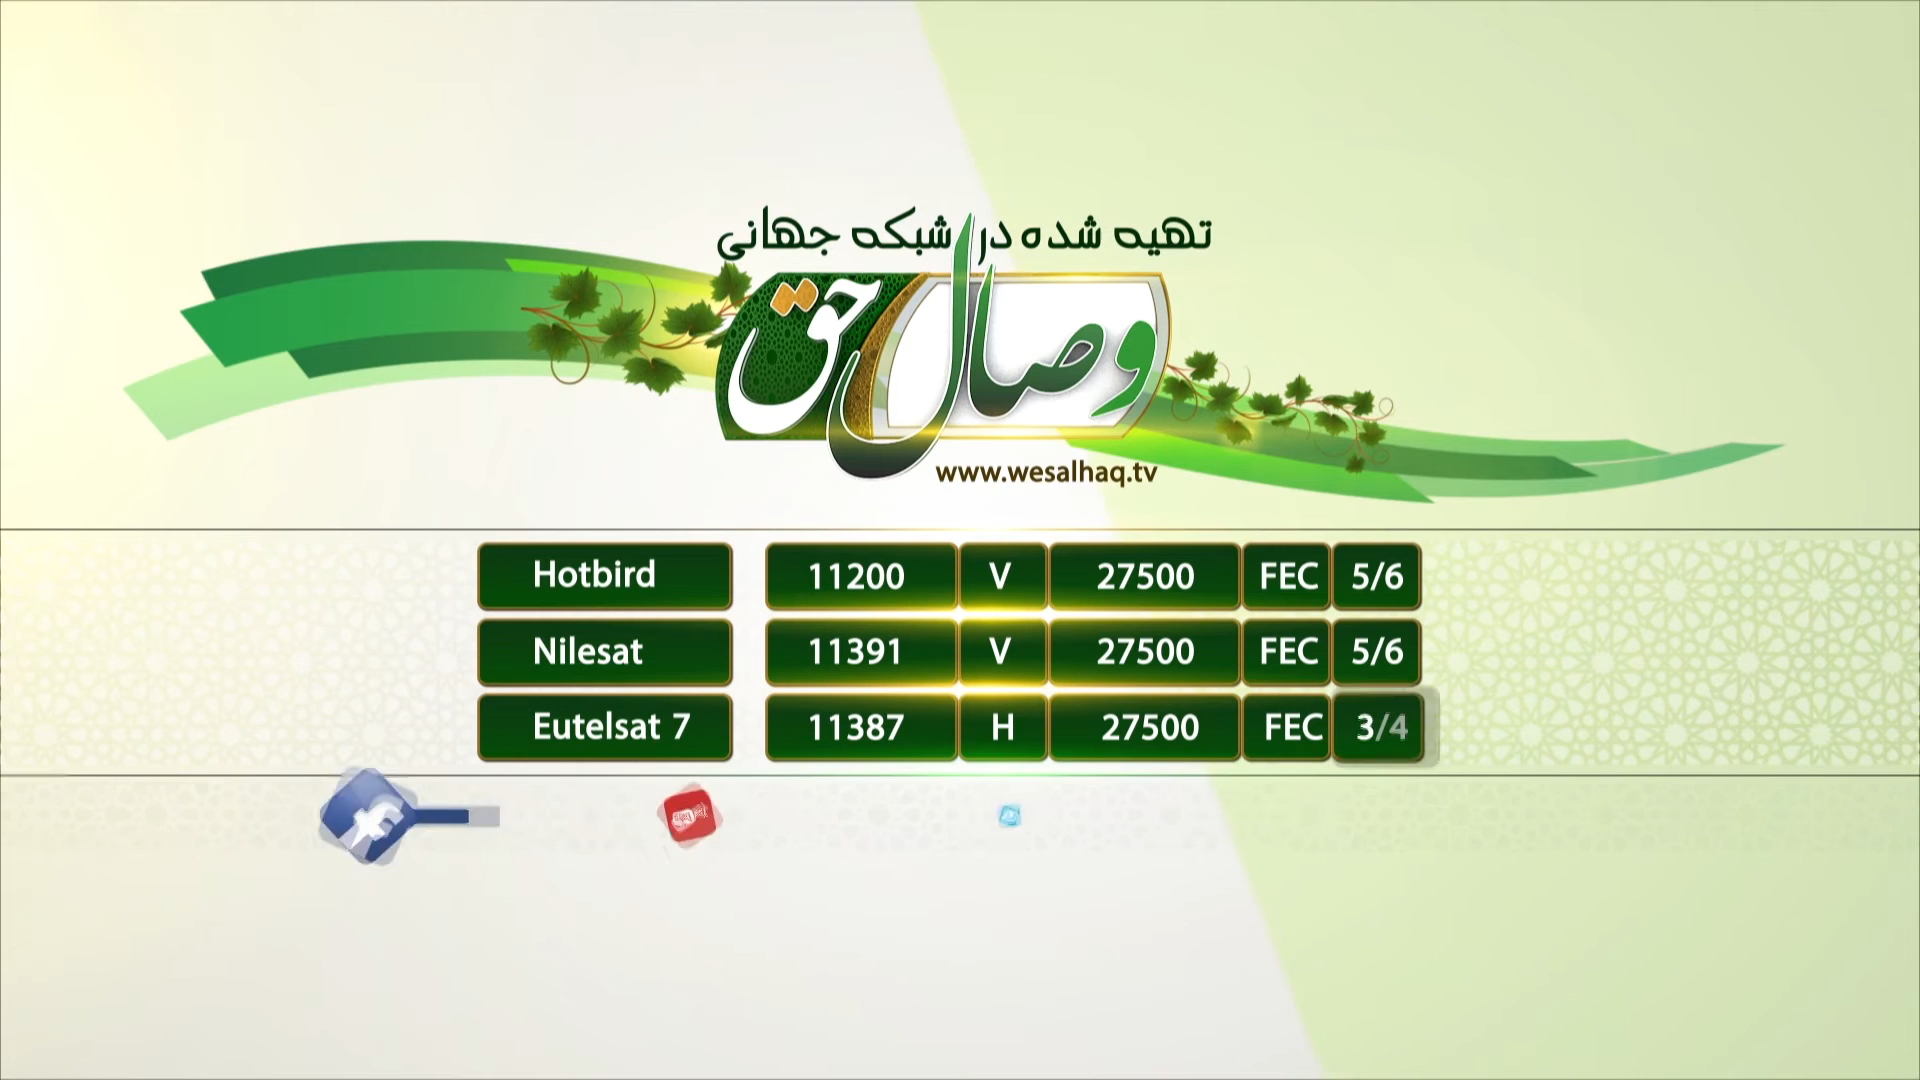 تهیه شده در شبکه جهانی
وصال حق
www.wesalhaq.tv
Hotbird 11200 V 27500 FEC 5/6
Nilesat 11391 V 27500 FEC 5/6
Eutelsat 7 11387 H 27500 FEC 3/4